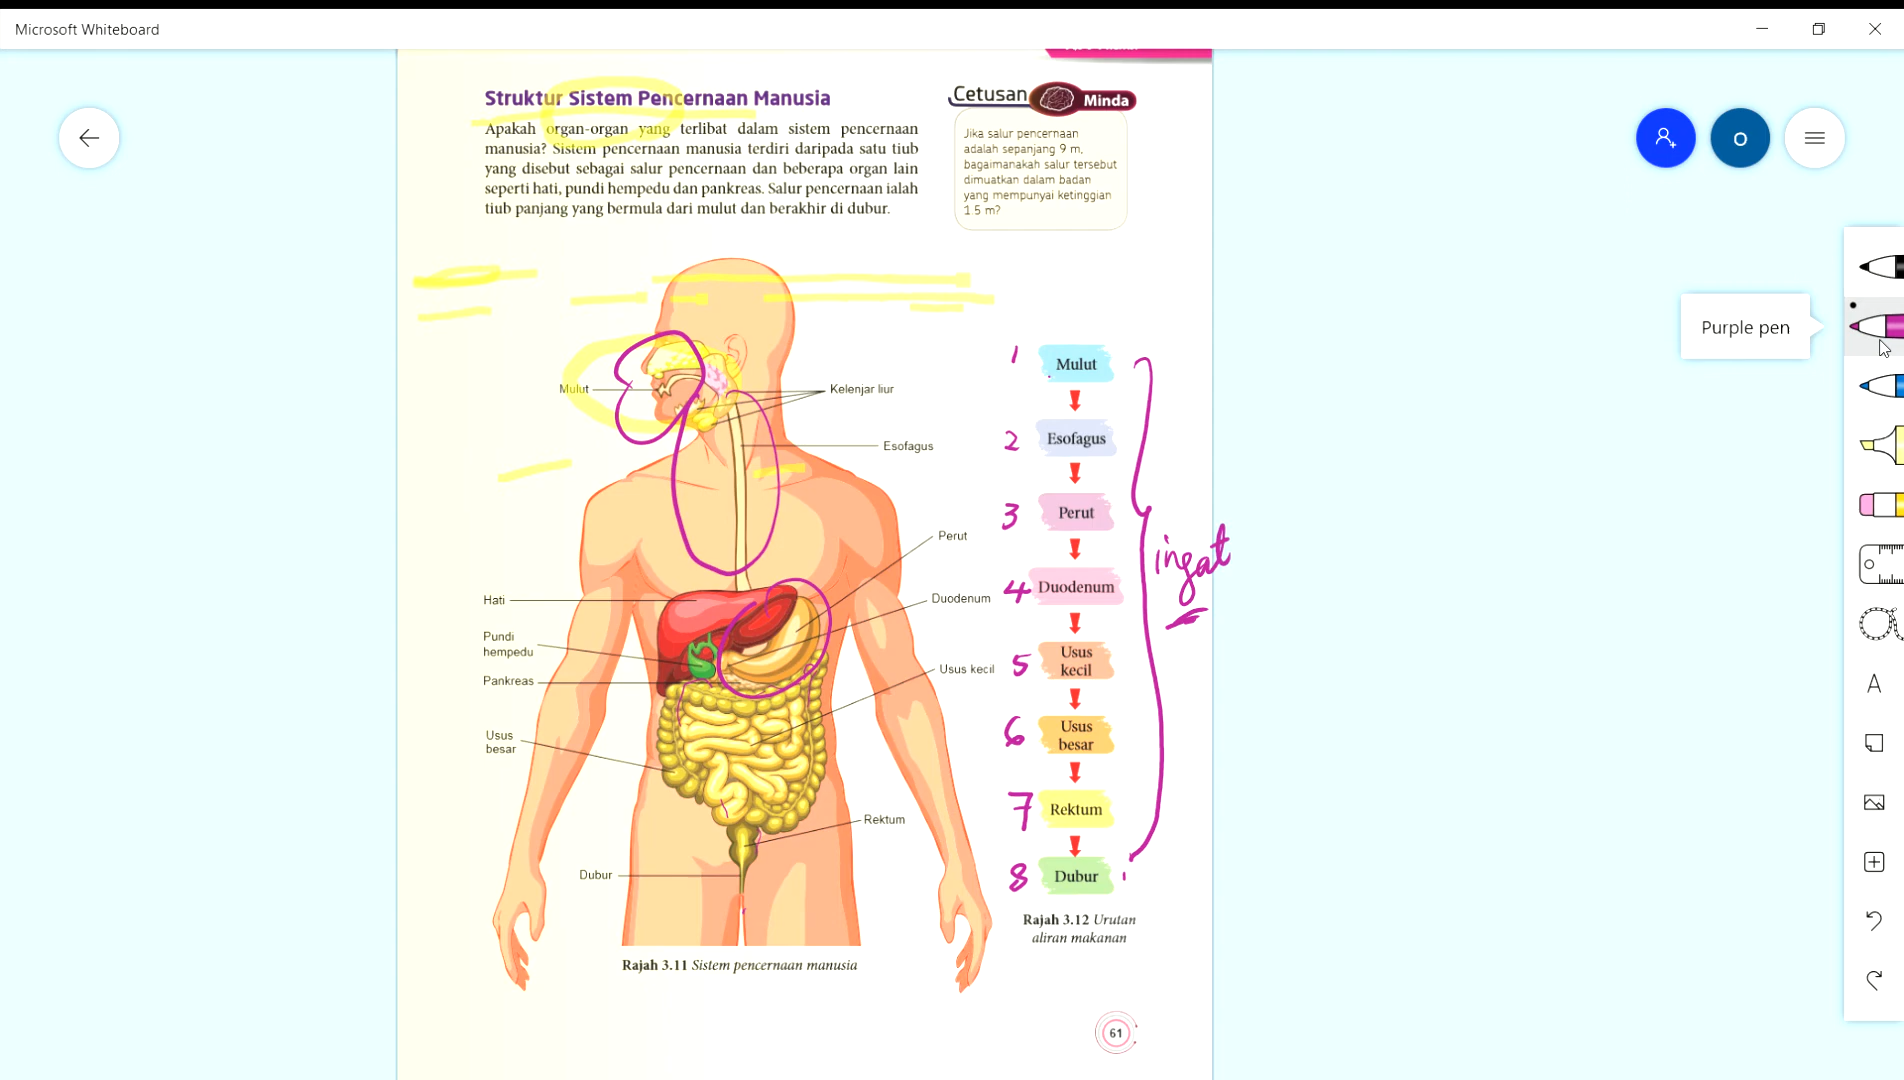 Microsoft Whiteboard
Struktur Sistem Pencernaan Manusia
Apakah organ-organ yang terlibat dalam sistem pencernaan
manusia? Sistem pencernaan manusia terdiri daripada satu tiub
yang disebut sebagai salur pencernaan dan beberapa organ lain
seperti hati, pundi hempedu dan pankreas. Salur pencernaan ialah
tiub panjang yang bermula dari mulut dan berakhir di dubur.
Cetusan Minda
Jika salur pencernaan
adalah sepanjang 9 m,
bagaimanakah salur tersebut
dimuatkan dalam badan
yang mempunyai ketinggian
1.5 m?
O
Purple pen
Mulut
Kelenjar liur
Esofagus
Perut
Hati
Duodenum
Pundi
hempedu
Usus kecil
Pankreas
Usus
besar
Rektum
Dubur
1 Mulut
2 Esofagus
3 Perut
4 Duodenum
5 Usus
kecil
6 Usus
besar
7 Rektum
8 Dubur
ingat
Rajah 3.12 Urutan
aliran makanan
Rajah 3.11 Sistem pencernaan manusia
61
A